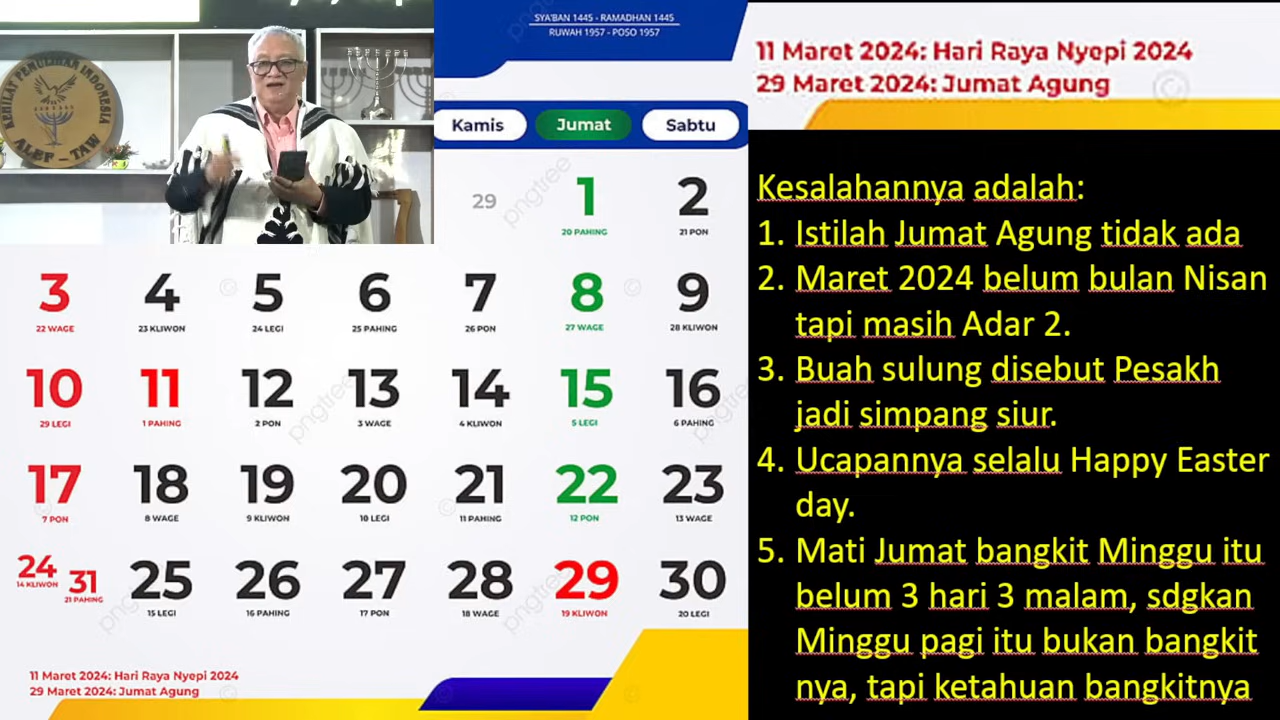 KEHILAT PEMULIHAN INDONESIA
ALEF - TAW
SYA'BAN 1445 - RAMADHAN 1445
RUWAH 1957 - POSO 1957
Kamis Jumat Sabtu
29 1 2
20 PAHING 21 PON
3 4 5 6 7 8 9
22 WAGE 23 KLIWON 24 LEGI 25 PAHING 26 PON 27 WAGE 28 KLIWON
10 11 12 13 14 15 16
29 LEGI 1 PAHING 2 PON 3 WAGE 4 KLIWON 5 LEGI 6 PAHING
17 18 19 20 21 22 23
7 PON 8 WAGE 9 KLIWON 10 LEGI 11 PAHING 12 PON 13 WAGE
24 31 25 26 27 28 29 30
14 KLIWON 21 PAHING 15 LEGI 16 PAHING 17 PON 18 WAGE 19 KLIWON 20 LEGI
11 Maret 2024: Hari Raya Nyepi 2024
29 Maret 2024: Jumat Agung
pngtree
11 Maret 2024: Hari Raya Nyepi 2024
29 Maret 2024: Jumat Agung
Kesalahannya adalah:
1. Istilah Jumat Agung tidak ada
2. Maret 2024 belum bulan Nisan
tapi masih Adar 2.
3. Buah sulung disebut Pesakh
jadi simpang siur.
4. Ucapannya selalu Happy Easter
day.
5. Mati Jumat bangkit Minggu itu
belum 3 hari 3 malam, sdgkan
Minggu pagi itu bukan bangkit
nya, tapi ketahuan bangkitnya